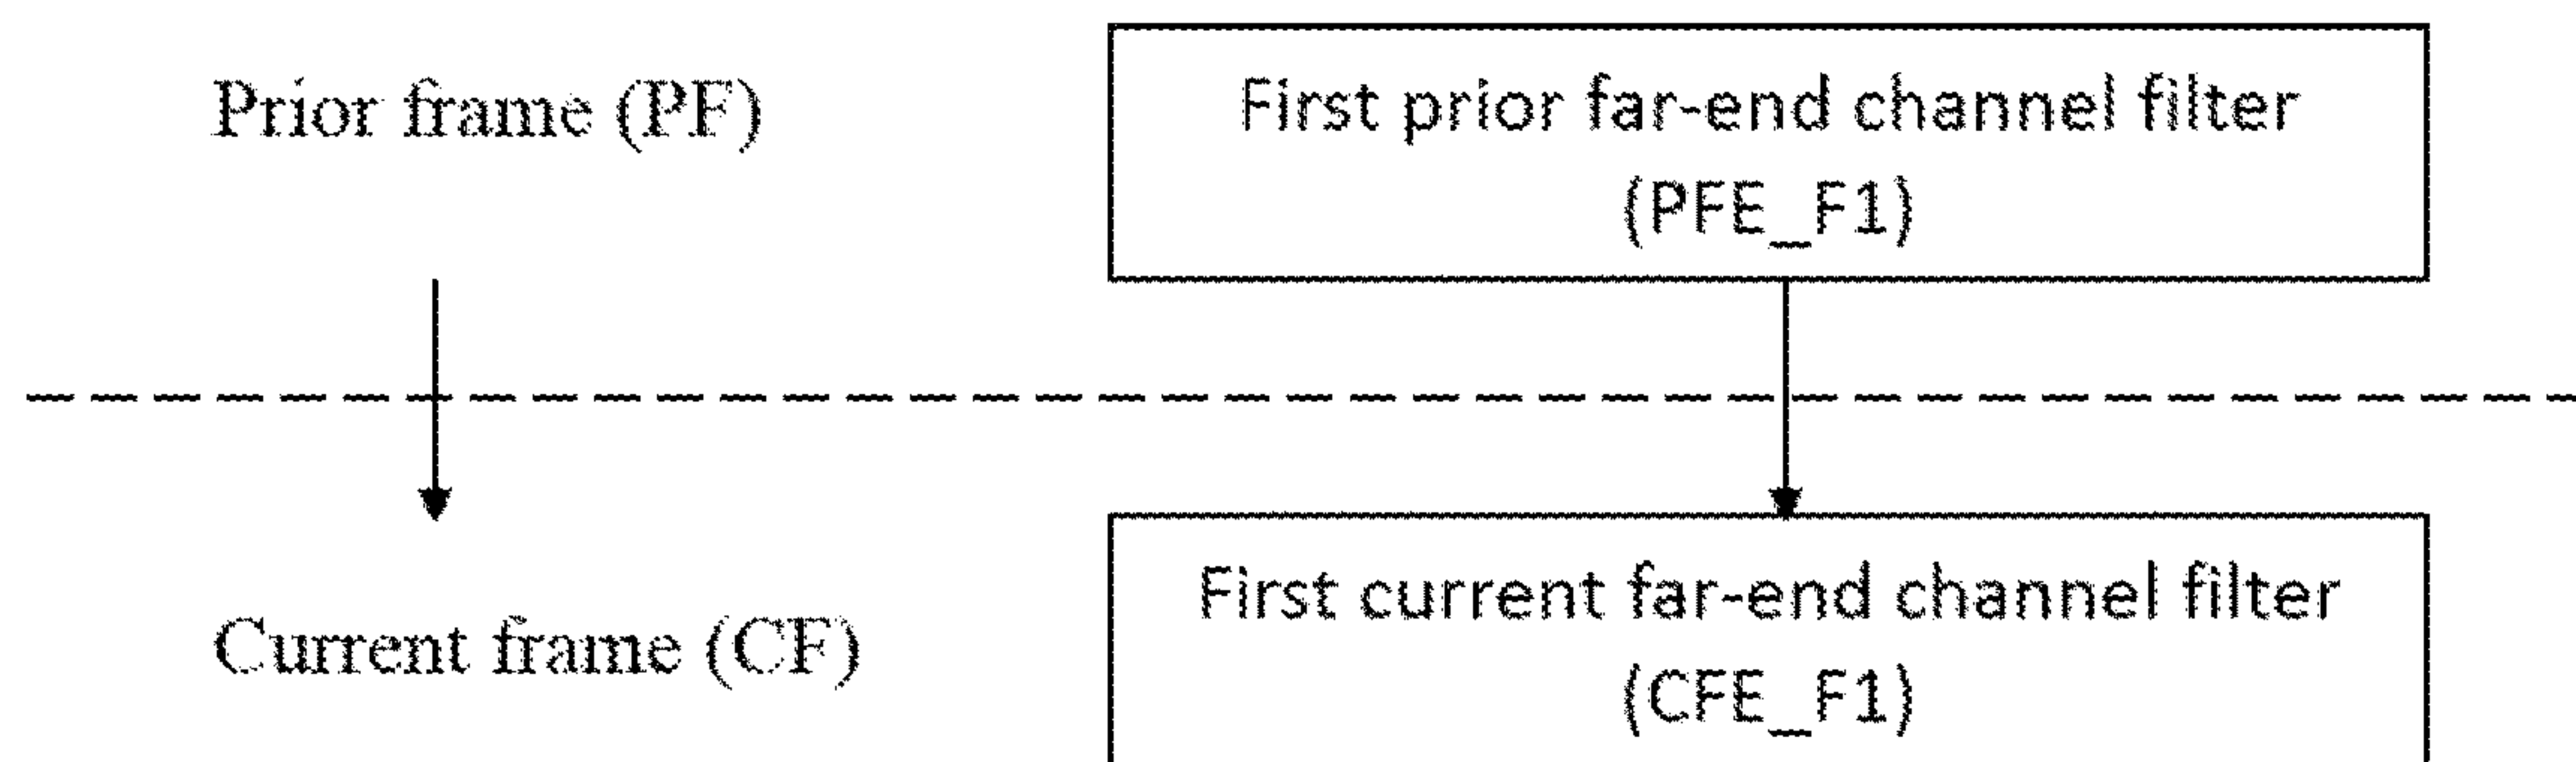 Prior frame (PF)
First prior far-end channel filter
(PFE_F1)
Current frame (CF)
First current far-end channel filter
(CFE_F1)